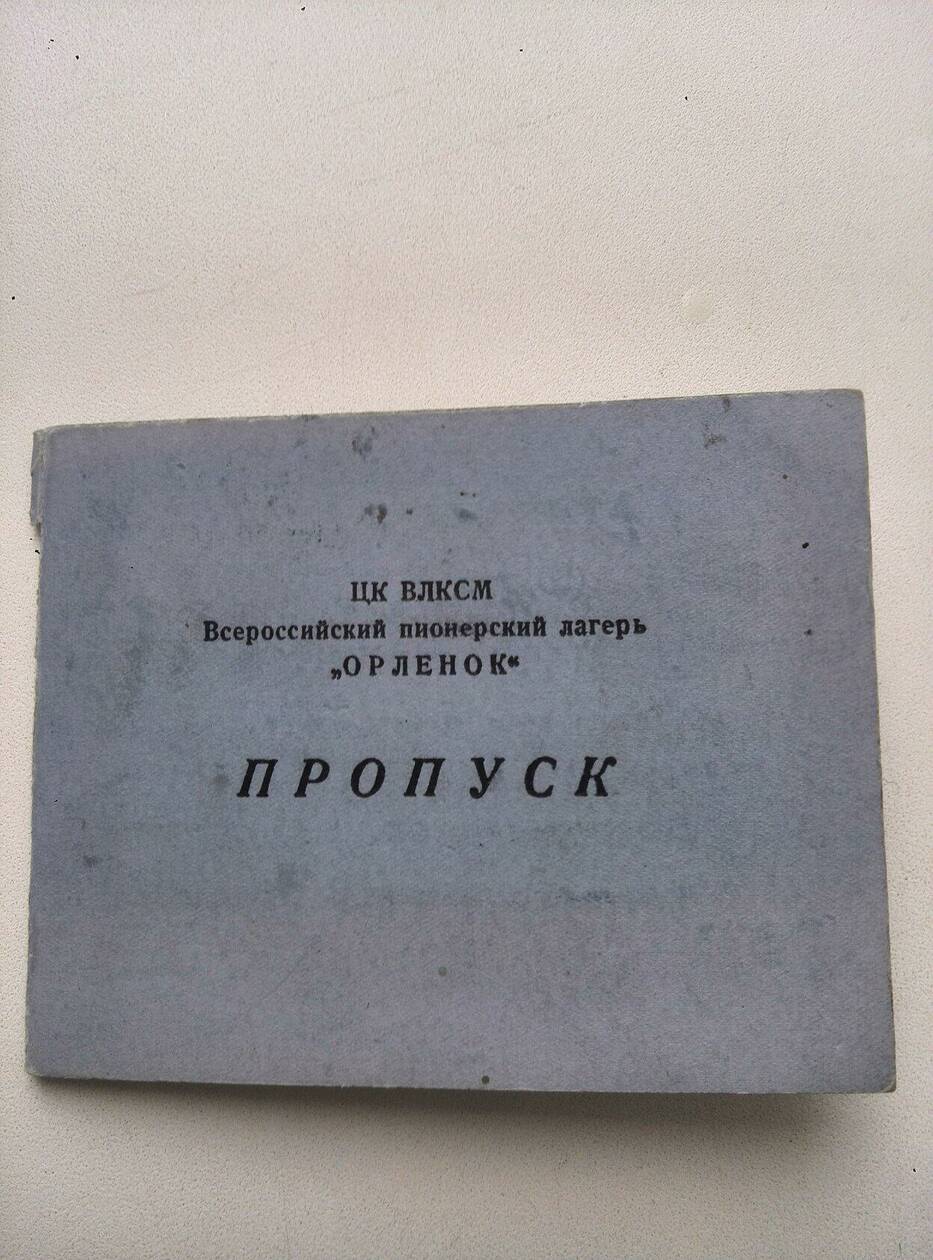 ЦК ВЛКСМ
Всероссийский пионерский лагерь
„ОРЛЕНОК“
ПРОПУСК